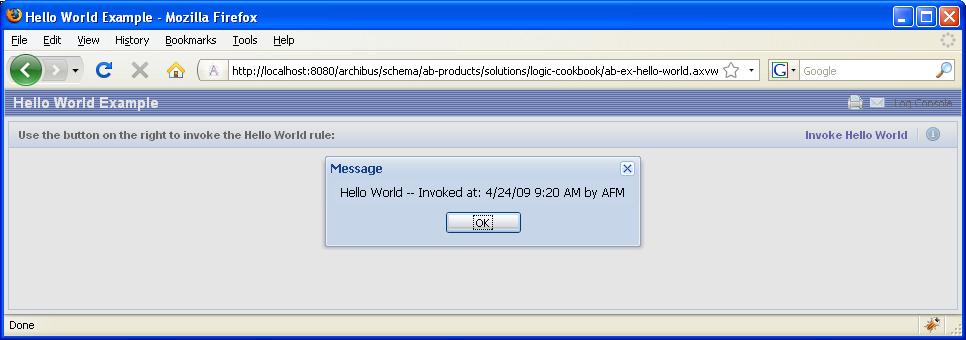 Hello World Example - Mozilla Firefox
File Edit View History Bookmarks Tools Help
A http://localhost:8080/archibus/schema/ab-products/solutions/logic-cookbook/ab-ex-hello-world.axvw G Google
Hello World Example Log Console
Use the button on the right to invoke the Hello World rule: Invoke Hello World
Message
Hello World -- Invoked at: 4/24/09 9:20 AM by AFM
OK
Done